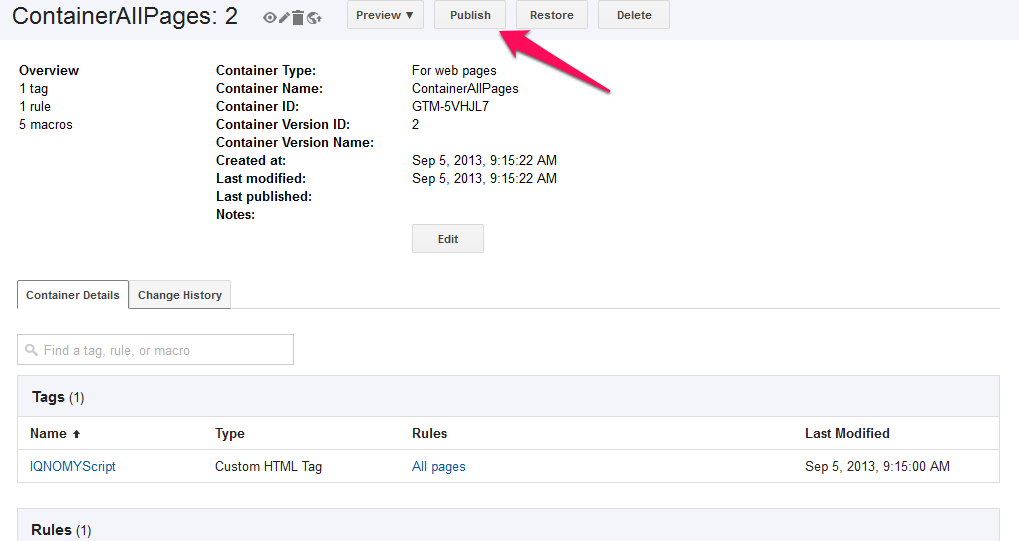 ContainerAllPages: 2
Preview ▼ Publish Restore Delete
Overview Container Type: For web pages
1 tag Container Name: ContainerAllPages
1 rule Container ID: GTM-5VHJL7
5 macros Container Version ID: 2
Container Version Name:
Created at: Sep 5, 2013, 9:15:22 AM
Last modified: Sep 5, 2013, 9:15:22 AM
Last published:
Notes:
Edit
Container Details Change History
Find a tag, rule, or macro
Tags (1)
Name Type Rules Last Modified
IQNOMYScript Custom HTML Tag All pages Sep 5, 2013, 9:15:00 AM
Rules (1)